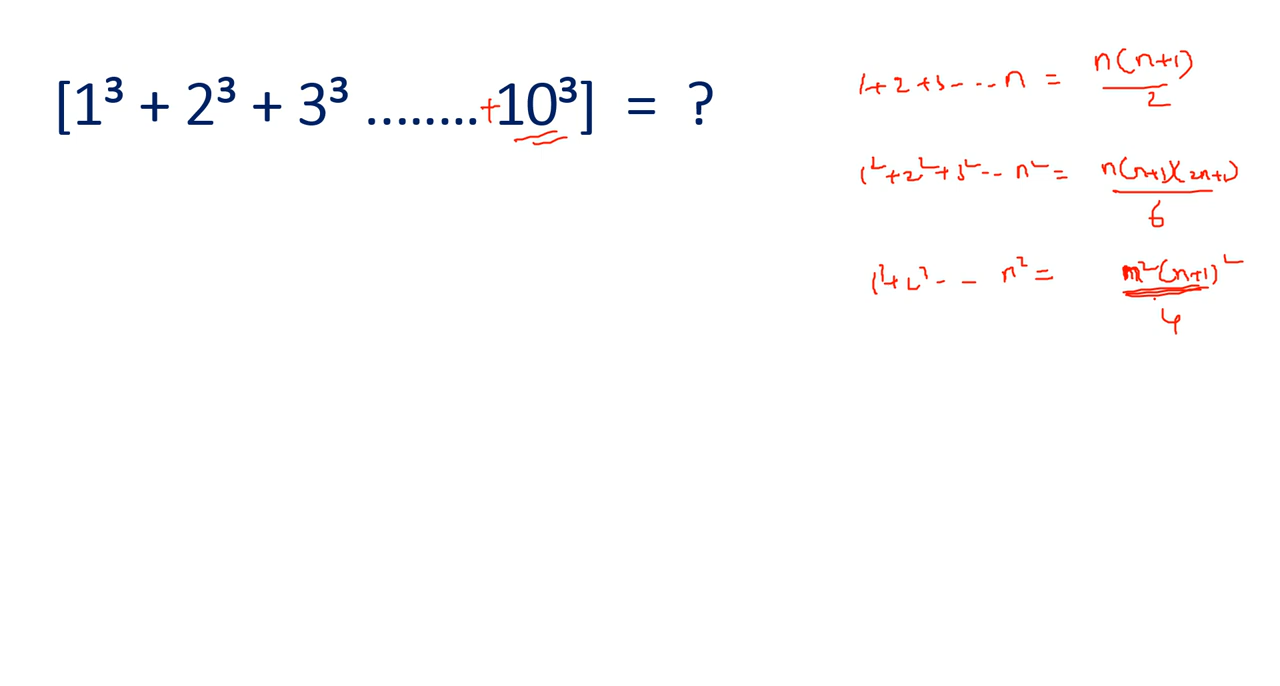 [1³ + 2³ + 3³ ........+10³] = ?
1+2+3-...n = n(n+1)/2
1²+2²+3²--n² = n(n+1)(2n+1)/6
1³+2³-- n² = n²(n+1)²/4